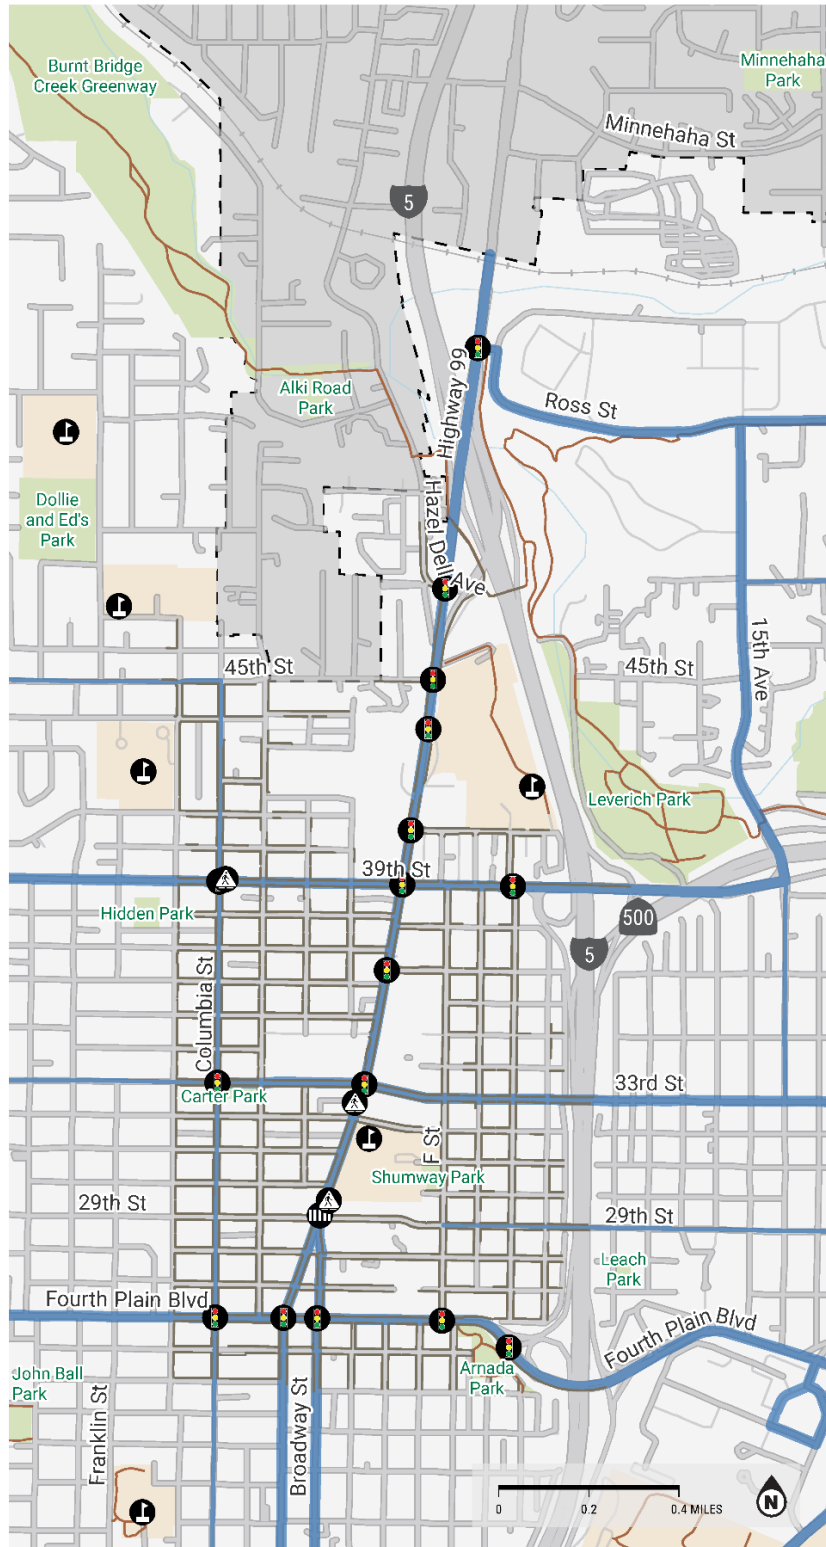 Burnt Bridge
Creek Greenway
Minnehaha
Park
Minnehaha St
5
Highway 99
Alki Road
Park
Ross St
Dollie
and Ed's
Park
Hazel Dell Ave
45th St
45th St
15th Ave
Leverich Park
39th St
Hidden Park
500
5
Columbia St
33rd St
Carter Park
F St
Shumway Park
29th St
29th St
Leach
Park
Fourth Plain Blvd
Fourth Plain Blvd
Arnada
Park
John Ball
Park
Franklin St
Broadway St
0 0.2 0.4 MILES
N